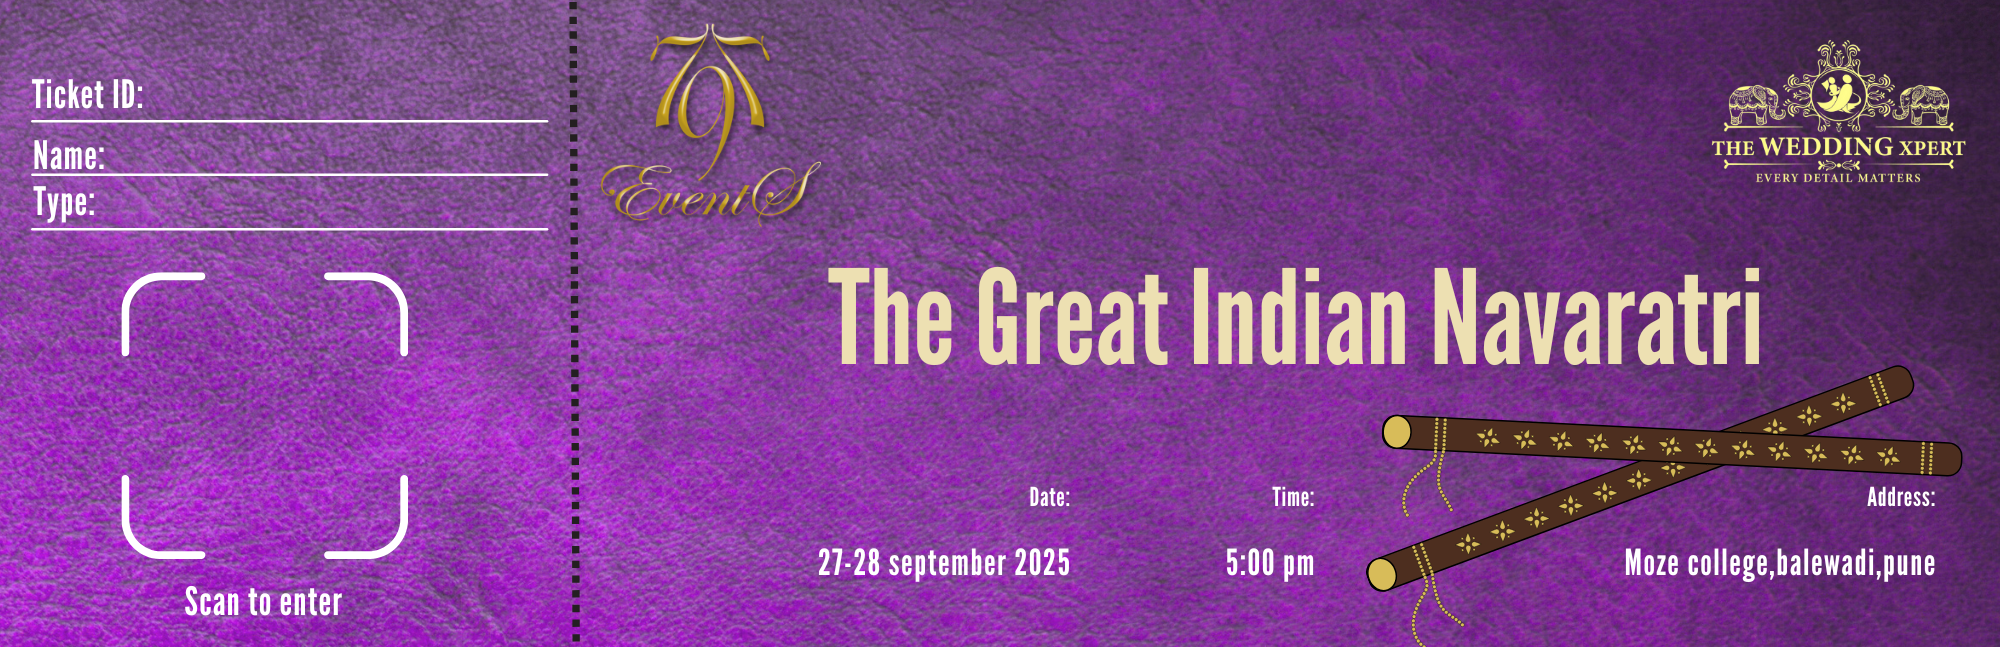 Ticket ID:
Name:
Type:
Scan to enter
9
EventS
THE WEDDING XPERT
EVERY DETAIL MATTERS
The Great Indian Navaratri
Date:
27-28 september 2025
Time:
5:00 pm
Address:
Moze college,balewadi,pune